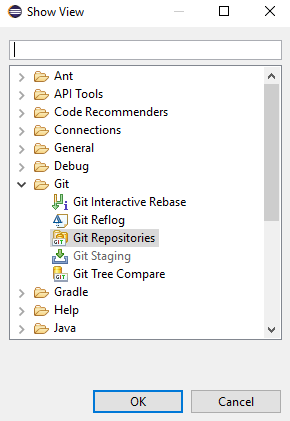 Show View
Ant
API Tools
Code Recommenders
Connections
General
Debug
Git
Git Interactive Rebase
Git Reflog
Git Repositories
Git Staging
Git Tree Compare
Gradle
Help
Java
OK Cancel